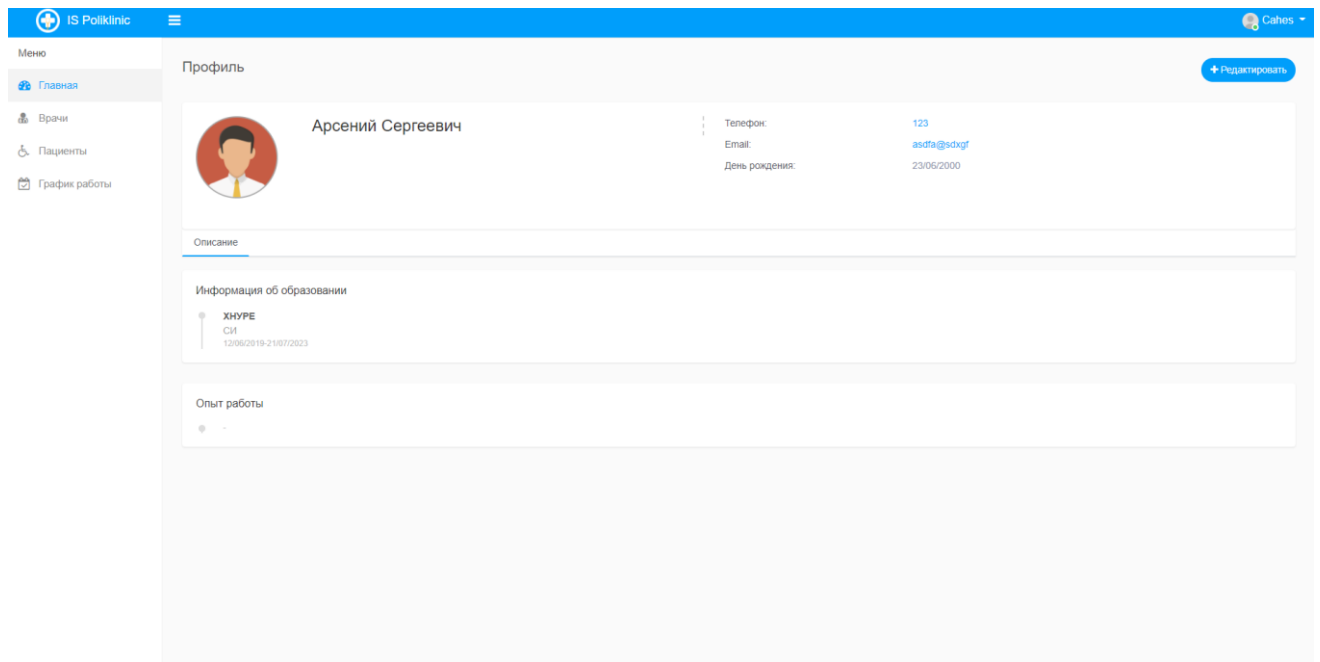 IS Poliklinic
Cahes
Меню
Главная
Врачи
Пациенты
График работы
Профиль
Редактировать
Арсений Сергеевич
Телефон: 123
Email: asdfa@sdxgf
День рождения: 23/06/2000
Описание
Информация об образовании
ХНУРЕ
СИ
12/06/2019-21/07/2023
Опыт работы
-